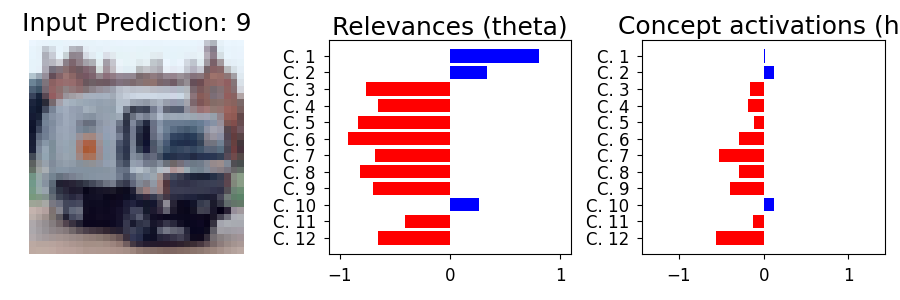 Input Prediction: 9
Relevances (theta)
Concept activations (h
C. 1
C. 2
C. 3
C. 4
C. 5
C. 6
C. 7
C. 8
C. 9
C. 10
C. 11
C. 12
−1
0
1
C. 1
C. 2
C. 3
C. 4
C. 5
C. 6
C. 7
C. 8
C. 9
C. 10
C. 11
C. 12
−1
0
1